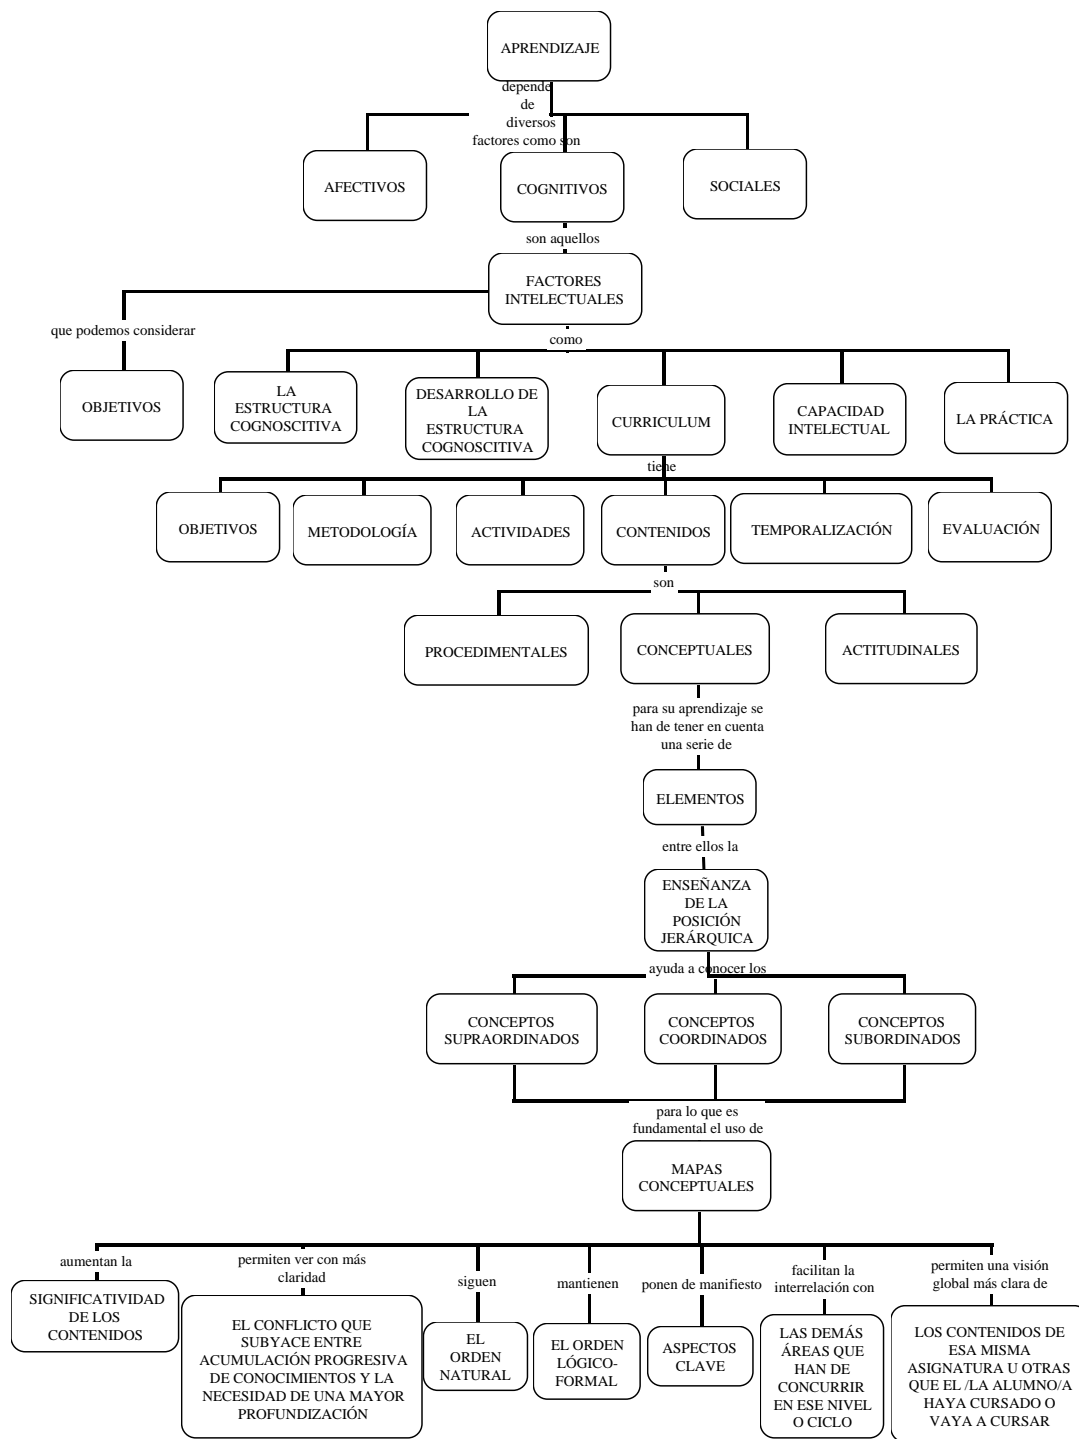 APRENDIZAJE
depende
de
diversos
factores como son
AFECTIVOS
COGNITIVOS
SOCIALES
son aquellos
FACTORES
INTELECTUALES
que podemos considerar
como
OBJETIVOS
LA
ESTRUCTURA
COGNOSCITIVA
DESARROLLO DE
LA
ESTRUCTURA
COGNOSCITIVA
CURRICULUM
CAPACIDAD
INTELECTUAL
LA PRÁCTICA
tiene
OBJETIVOS
METODOLOGÍA
ACTIVIDADES
CONTENIDOS
TEMPORALIZACIÓN
EVALUACIÓN
son
PROCEDIMENTALES
CONCEPTUALES
ACTITUDINALES
para su aprendizaje se
han de tener en cuenta
una serie de
ELEMENTOS
entre ellos la
ENSEÑANZA
DE LA
POSICIÓN
JERÁRQUICA
ayuda a conocer los
CONCEPTOS
SUPRAORDINADOS
CONCEPTOS
COORDINADOS
CONCEPTOS
SUBORDINADOS
para lo que es
fundamental el uso de
MAPAS
CONCEPTUALES
aumentan la
SIGNIFICATIVIDAD
DE LOS
CONTENIDOS
permiten ver con más
claridad
EL CONFLICTO QUE
SUBYACE ENTRE
ACUMULACIÓN PROGRESIVA
DE CONOCIMIENTOS Y LA
NECESIDAD DE UNA MAYOR
PROFUNDIZACIÓN
siguen
EL
ORDEN
NATURAL
mantienen
EL ORDEN
LÓGICO-
FORMAL
ponen de manifiesto
ASPECTOS
CLAVE
facilitan la
interrelación con
LAS DEMÁS
ÁREAS QUE
HAN DE
CONCURRIR
EN ESE NIVEL
O CICLO
permiten una visión
global más clara de
LOS CONTENIDOS DE
ESA MISMA
ASIGNATURA U OTRAS
QUE EL /LA ALUMNO/A
HAYA CURSADO O
VAYA A CURSAR